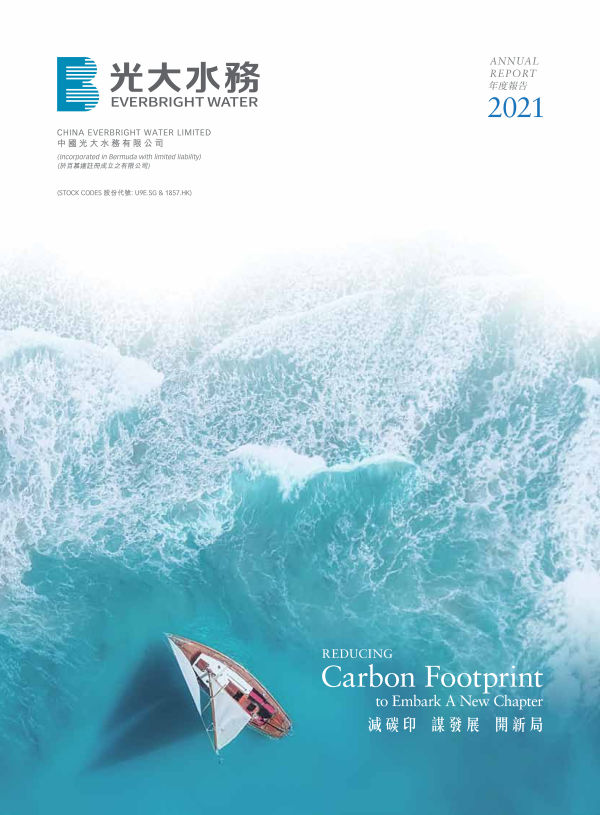 光大水務
EVERBRIGHT WATER
ANNUAL
REPORT
年度報告
2021
CHINA EVERBRIGHT WATER LIMITED
中國光大水務有限公司
(Incorporated in Bermuda with limited liability)
(於百慕達註冊成立之有限公司)
(STOCK CODES 股份代號: U9E.SG & 1857.HK)
REDUCING
Carbon Footprint
to Embark A New Chapter
減碳印 謀發展 開新局